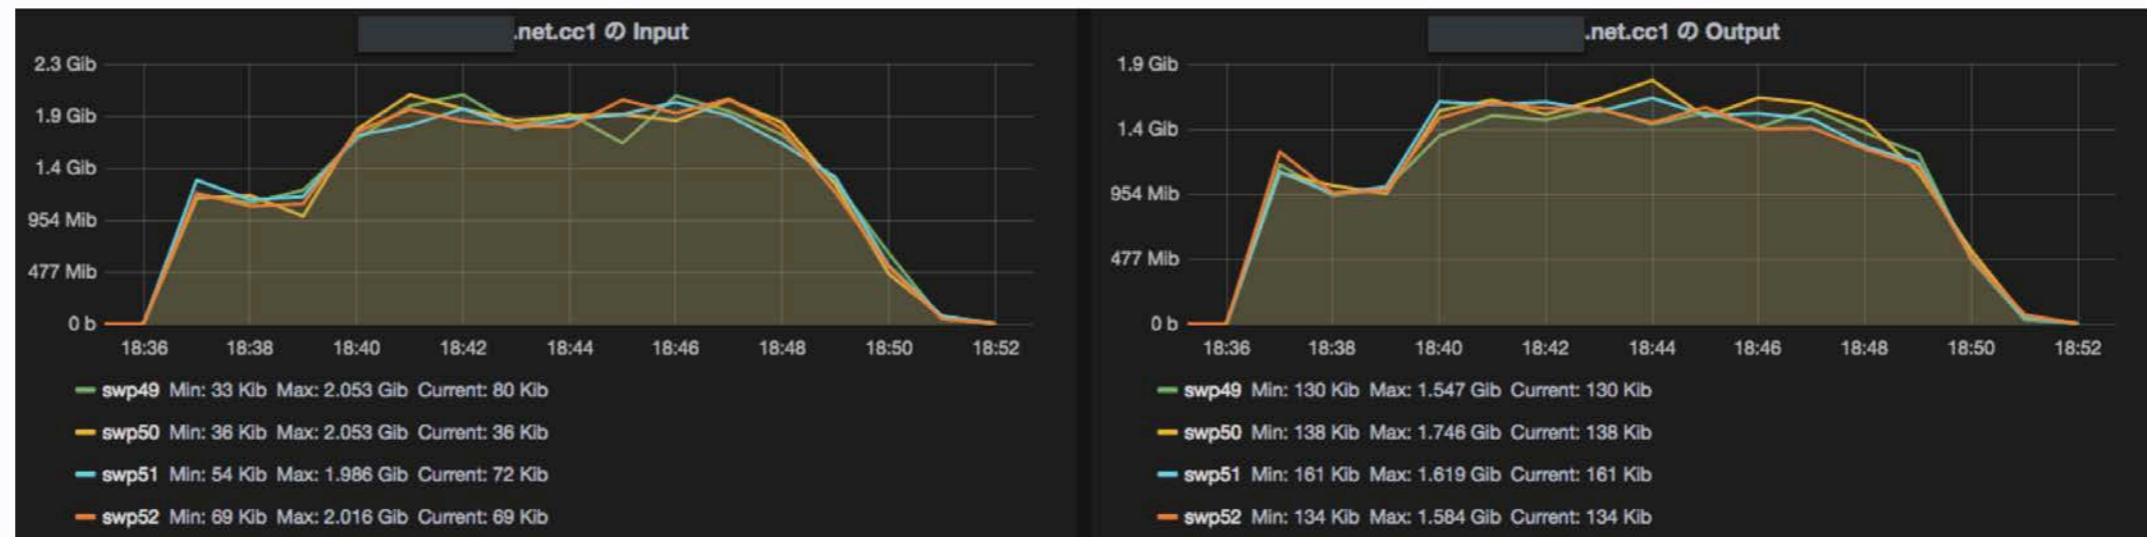 .net.cc1 の Input
2.3 Gib
1.9 Gib
1.4 Gib
954 Mib
477 Mib
0 b
18:36 18:38 18:40 18:42 18:44 18:46 18:48 18:50 18:52
swp49 Min: 33 Kib Max: 2.053 Gib Current: 80 Kib
swp50 Min: 36 Kib Max: 2.053 Gib Current: 36 Kib
swp51 Min: 54 Kib Max: 1.986 Gib Current: 72 Kib
swp52 Min: 69 Kib Max: 2.016 Gib Current: 69 Kib
.net.cc1 の Output
1.9 Gib
1.4 Gib
954 Mib
477 Mib
0 b
18:36 18:38 18:40 18:42 18:44 18:46 18:48 18:50 18:52
swp49 Min: 130 Kib Max: 1.547 Gib Current: 130 Kib
swp50 Min: 138 Kib Max: 1.746 Gib Current: 138 Kib
swp51 Min: 161 Kib Max: 1.619 Gib Current: 161 Kib
swp52 Min: 134 Kib Max: 1.584 Gib Current: 134 Kib